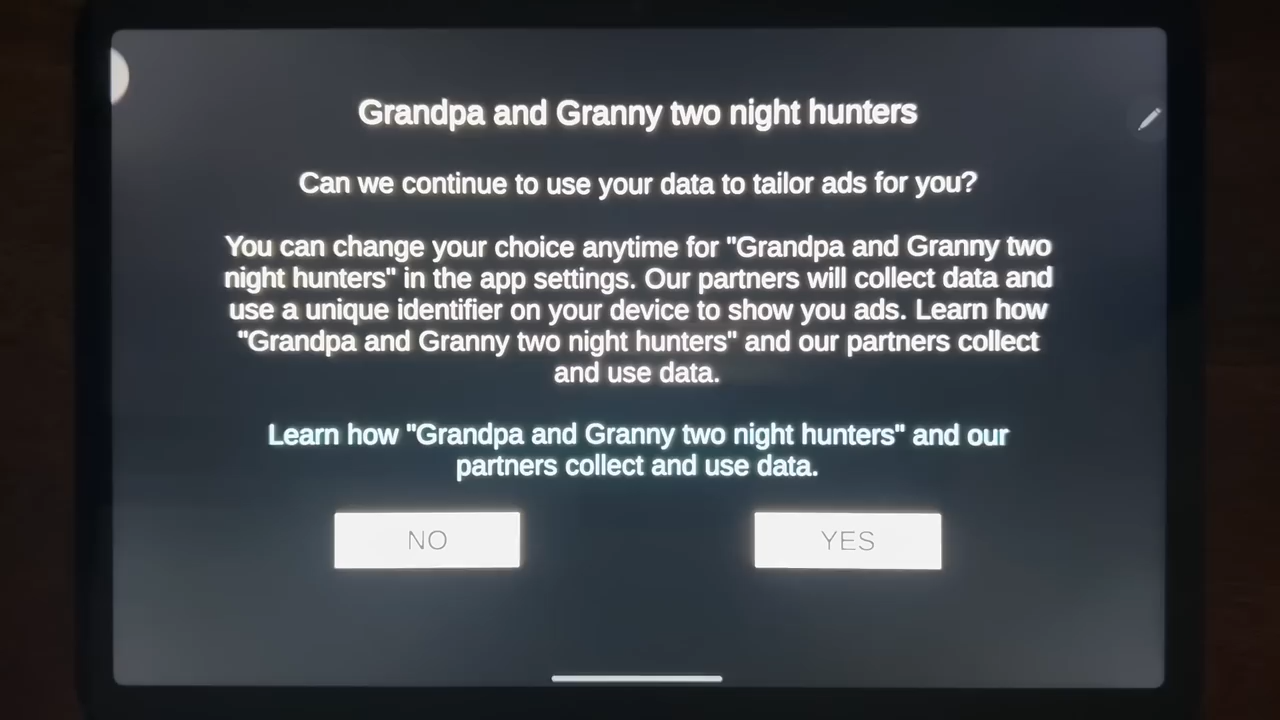 Grandpa and Granny two night hunters
Can we continue to use your data to tailor ads for you?
You can change your choice anytime for "Grandpa and Granny two
night hunters" in the app settings. Our partners will collect data and
use a unique identifier on your device to show you ads. Learn how
"Grandpa and Granny two night hunters" and our partners collect
and use data.
Learn how "Grandpa and Granny two night hunters" and our
partners collect and use data.
NO
YES